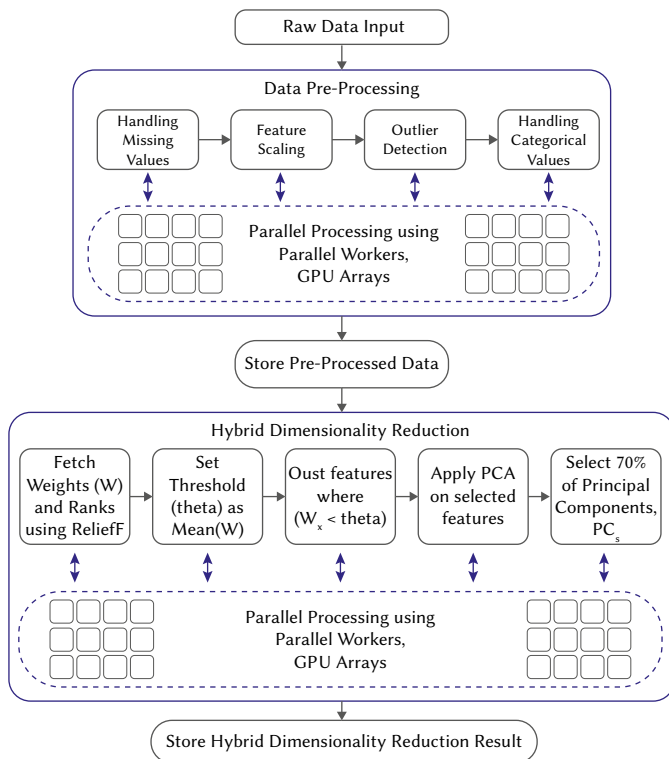 Raw Data Input
Data Pre-Processing
Handling
Missing
Values
Feature
Scaling
Outlier
Detection
Handling
Categorical
Values
Parallel Processing using
Parallel Workers,
GPU Arrays
Store Pre-Processed Data
Hybrid Dimensionality Reduction
Fetch
Weights (W)
and Ranks
using ReliefF
Set
Threshold
(theta) as
Mean(W)
Oust features
where
(W_x < theta)
Apply PCA
on selected
features
Select 70%
of Principal
Components,
PC_s
Parallel Processing using
Parallel Workers,
GPU Arrays
Store Hybrid Dimensionality Reduction Result